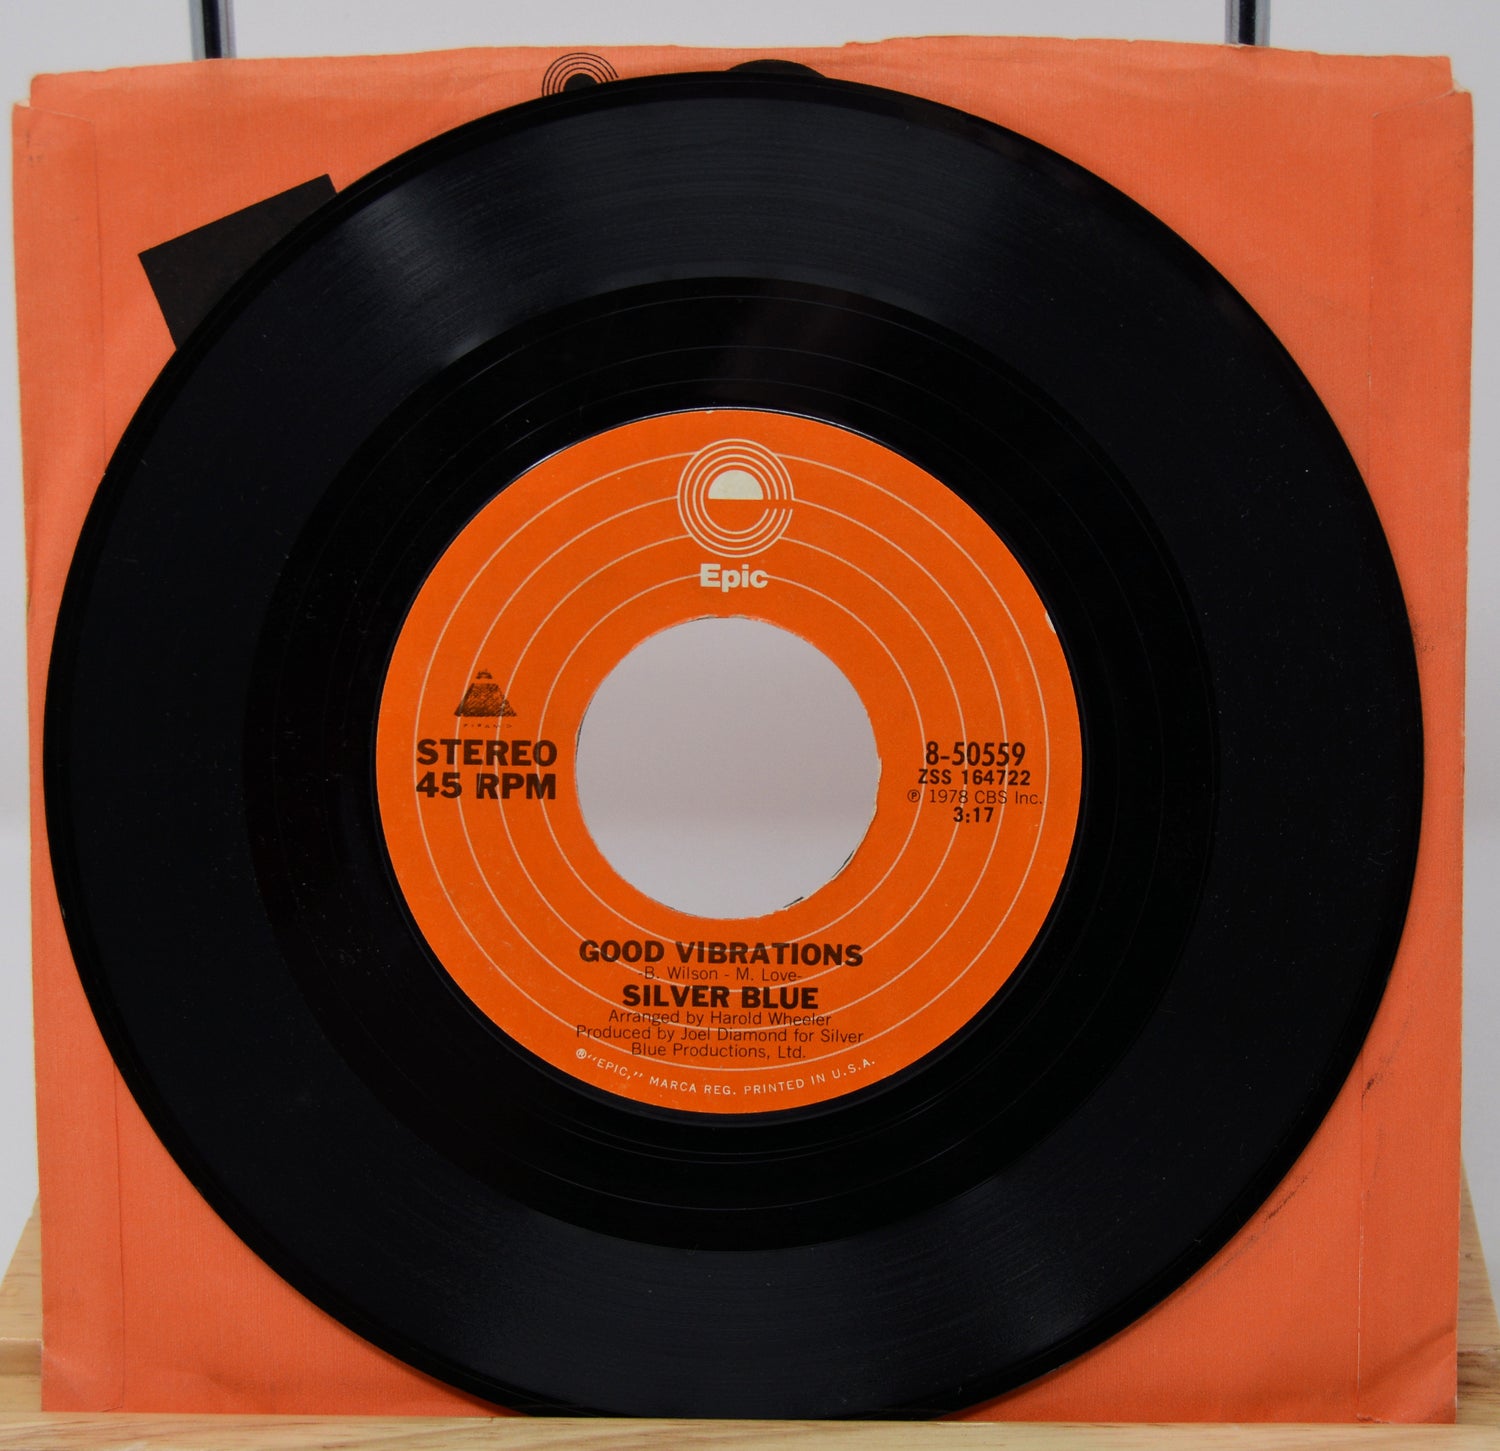 Epic
STEREO
45 RPM
8-50559
ZSS 164722
℗ 1978 CBS Inc.
3:17
GOOD VIBRATIONS
-B. Wilson - M. Love-
SILVER BLUE
Arranged by Harold Wheeler
Produced by Joel Diamond for Silver
Blue Productions, Ltd.
®"EPIC," MARCA REG. PRINTED IN U.S.A.